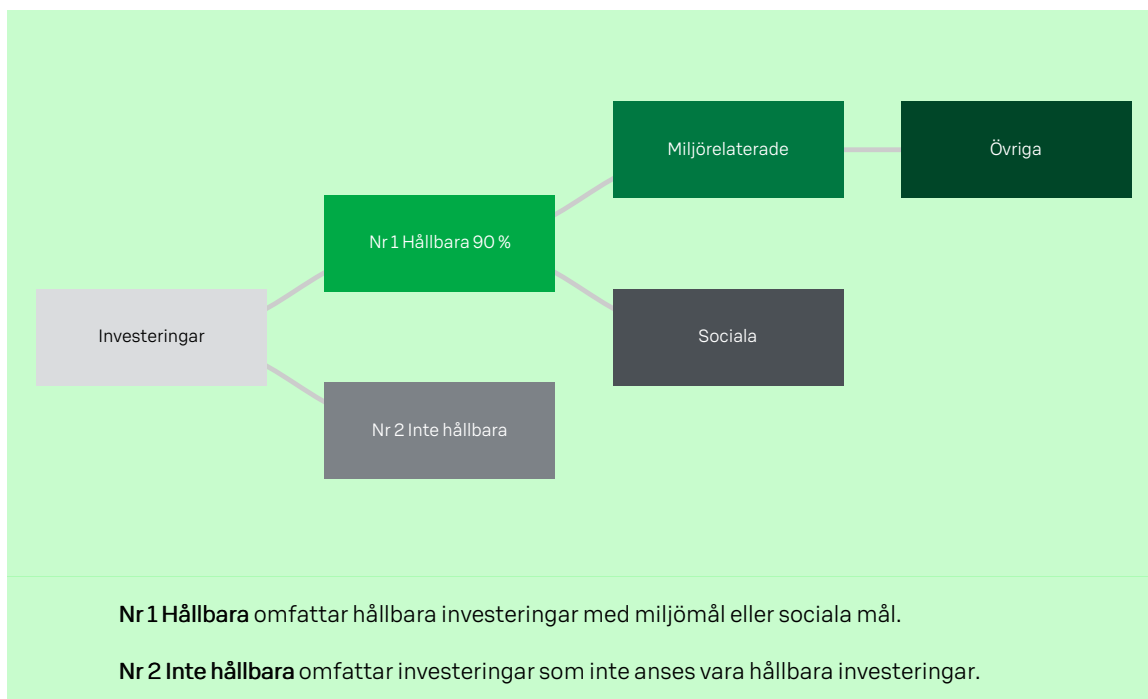 Miljörelaterade
Övriga
Nr 1 Hållbara 90 %
Investeringar
Sociala
Nr 2 Inte hållbara
Nr 1 Hållbara omfattar hållbara investeringar med miljömål eller sociala mål.
Nr 2 Inte hållbara omfattar investeringar som inte anses vara hållbara investeringar.